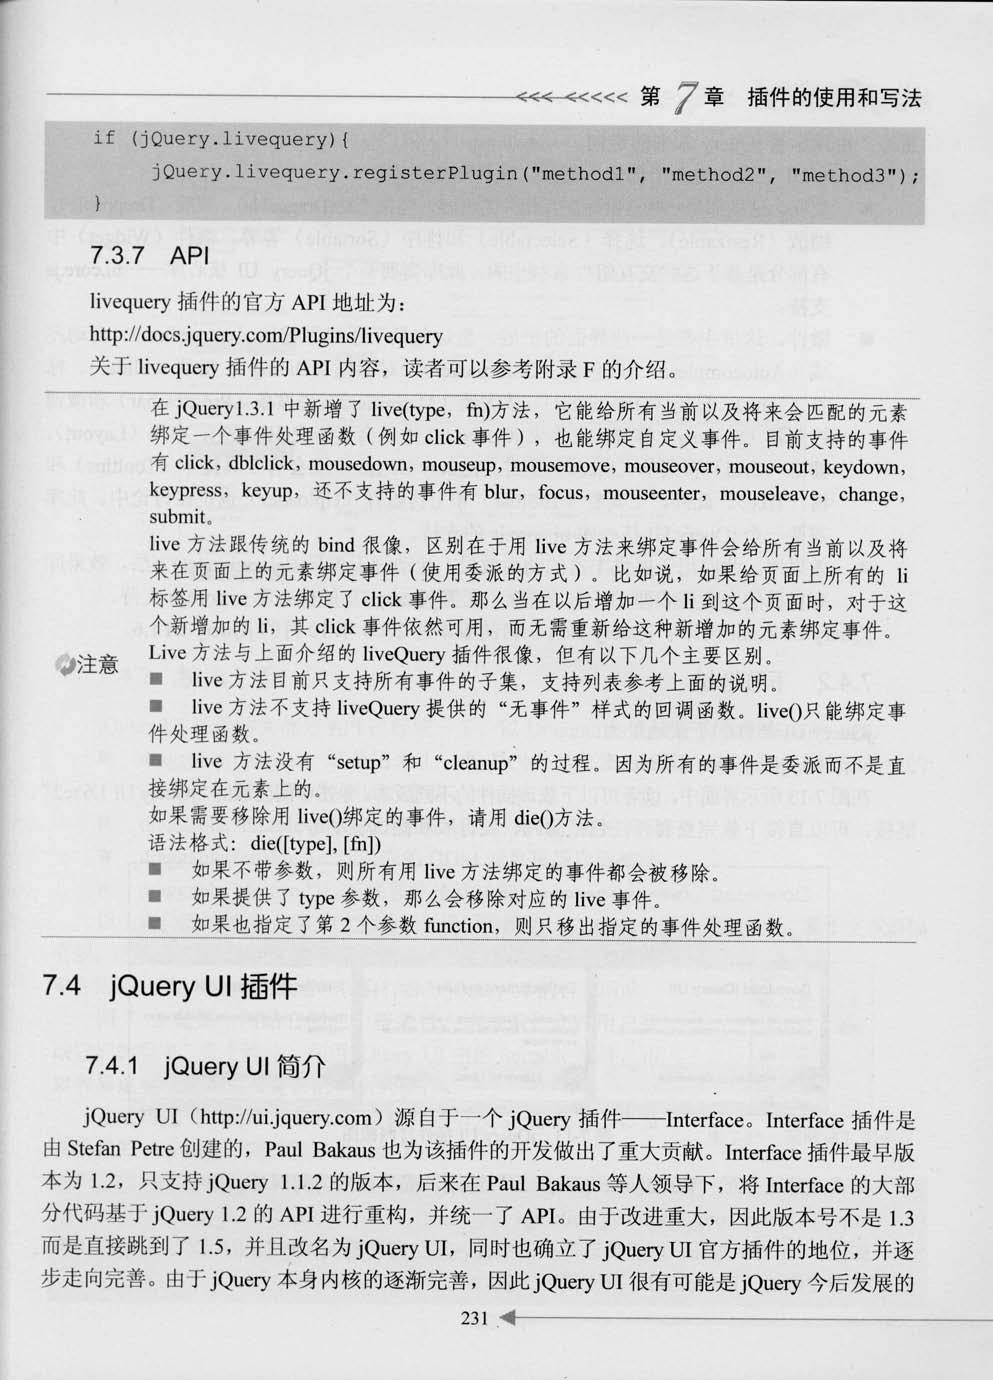 第7章 插件的使用和写法
if (jQuery.livequery){
jQuery.livequery.registerPlugin("method1", "method2", "method3");
}
7.3.7 API
livequery 插件的官方 API 地址为：
http://docs.jquery.com/Plugins/livequery
关于 livequery 插件的 API 内容，读者可以参考附录 F 的介绍。
在 jQuery1.3.1 中新增了 live(type，fn)方法，它能给所有当前以及将来会匹配的元素
绑定一个事件处理函数（例如 click 事件），也能绑定自定义事件。目前支持的事件
有 click，dblclick，mousedown，mouseup，mousemove，mouseover，mouseout，keydown，
keypress，keyup，还不支持的事件有 blur，focus，mouseenter，mouseleave，change，
submit。
live 方法跟传统的 bind 很像，区别在于用 live 方法来绑定事件会给所有当前以及将
来在页面上的元素绑定事件（使用委派的方式）。比如说，如果给页面上所有的 li
标签用 live 方法绑定了 click 事件。那么当在以后增加一个 li 到这个页面时，对于这
个新增加的 li，其 click 事件依然可用，而无需重新给这种新增加的元素绑定事件。
Live 方法与上面介绍的 liveQuery 插件很像，但有以下几个主要区别。
注意
■ live 方法目前只支持所有事件的子集，支持列表参考上面的说明。
■ live 方法不支持 liveQuery 提供的“无事件”样式的回调函数。live()只能绑定事
件处理函数。
■ live 方法没有“setup”和“cleanup”的过程。因为所有的事件是委派而不是直
接绑定在元素上的。
如果需要移除用 live()绑定的事件，请用 die()方法。
语法格式：die([type], [fn])
■ 如果不带参数，则所有用 live 方法绑定的事件都会被移除。
■ 如果提供了 type 参数，那么会移除对应的 live 事件。
■ 如果也指定了第 2 个参数 function，则只移出指定的事件处理函数。
7.4 jQuery UI 插件
7.4.1 jQuery UI 简介
jQuery UI（http://ui.jquery.com）源自于一个 jQuery 插件——Interface。Interface 插件是
由 Stefan Petre 创建的，Paul Bakaus 也为该插件的开发做出了重大贡献。Interface 插件最早版
本为 1.2，只支持 jQuery 1.1.2 的版本，后来在 Paul Bakaus 等人领导下，将 Interface 的大部
分代码基于 jQuery 1.2 的 API 进行重构，并统一了 API。由于改进重大，因此版本号不是 1.3
而是直接跳到了 1.5，并且改名为 jQuery UI，同时也确立了 jQuery UI 官方插件的地位，并逐
步走向完善。由于 jQuery 本身内核的逐渐完善，因此 jQuery UI 很有可能是 jQuery 今后发展的
231